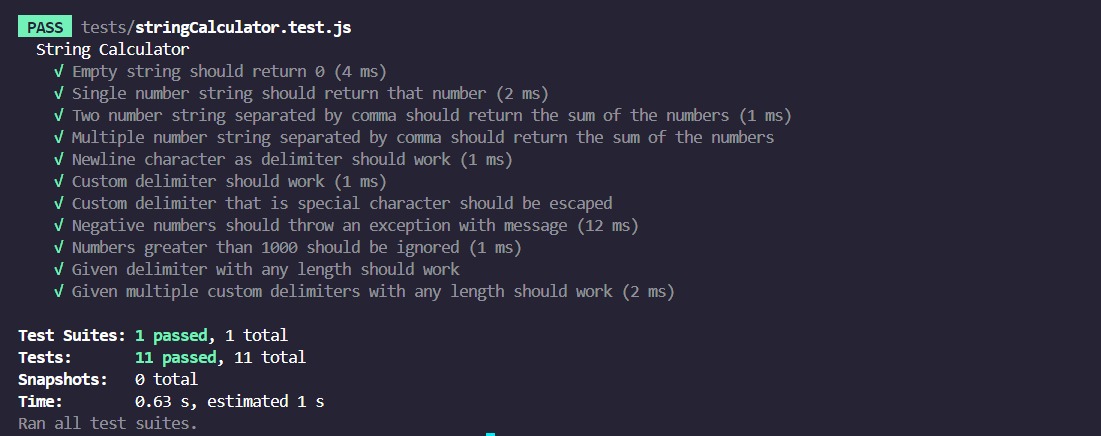 PASS tests/stringCalculator.test.js
String Calculator
√ Empty string should return 0 (4 ms)
√ Single number string should return that number (2 ms)
√ Two number string separated by comma should return the sum of the numbers (1 ms)
√ Multiple number string separated by comma should return the sum of the numbers
√ Newline character as delimiter should work (1 ms)
√ Custom delimiter should work (1 ms)
√ Custom delimiter that is special character should be escaped
√ Negative numbers should throw an exception with message (12 ms)
√ Numbers greater than 1000 should be ignored (1 ms)
√ Given delimiter with any length should work
√ Given multiple custom delimiters with any length should work (2 ms)
Test Suites: 1 passed, 1 total
Tests: 11 passed, 11 total
Snapshots: 0 total
Time: 0.63 s, estimated 1 s
Ran all test suites.